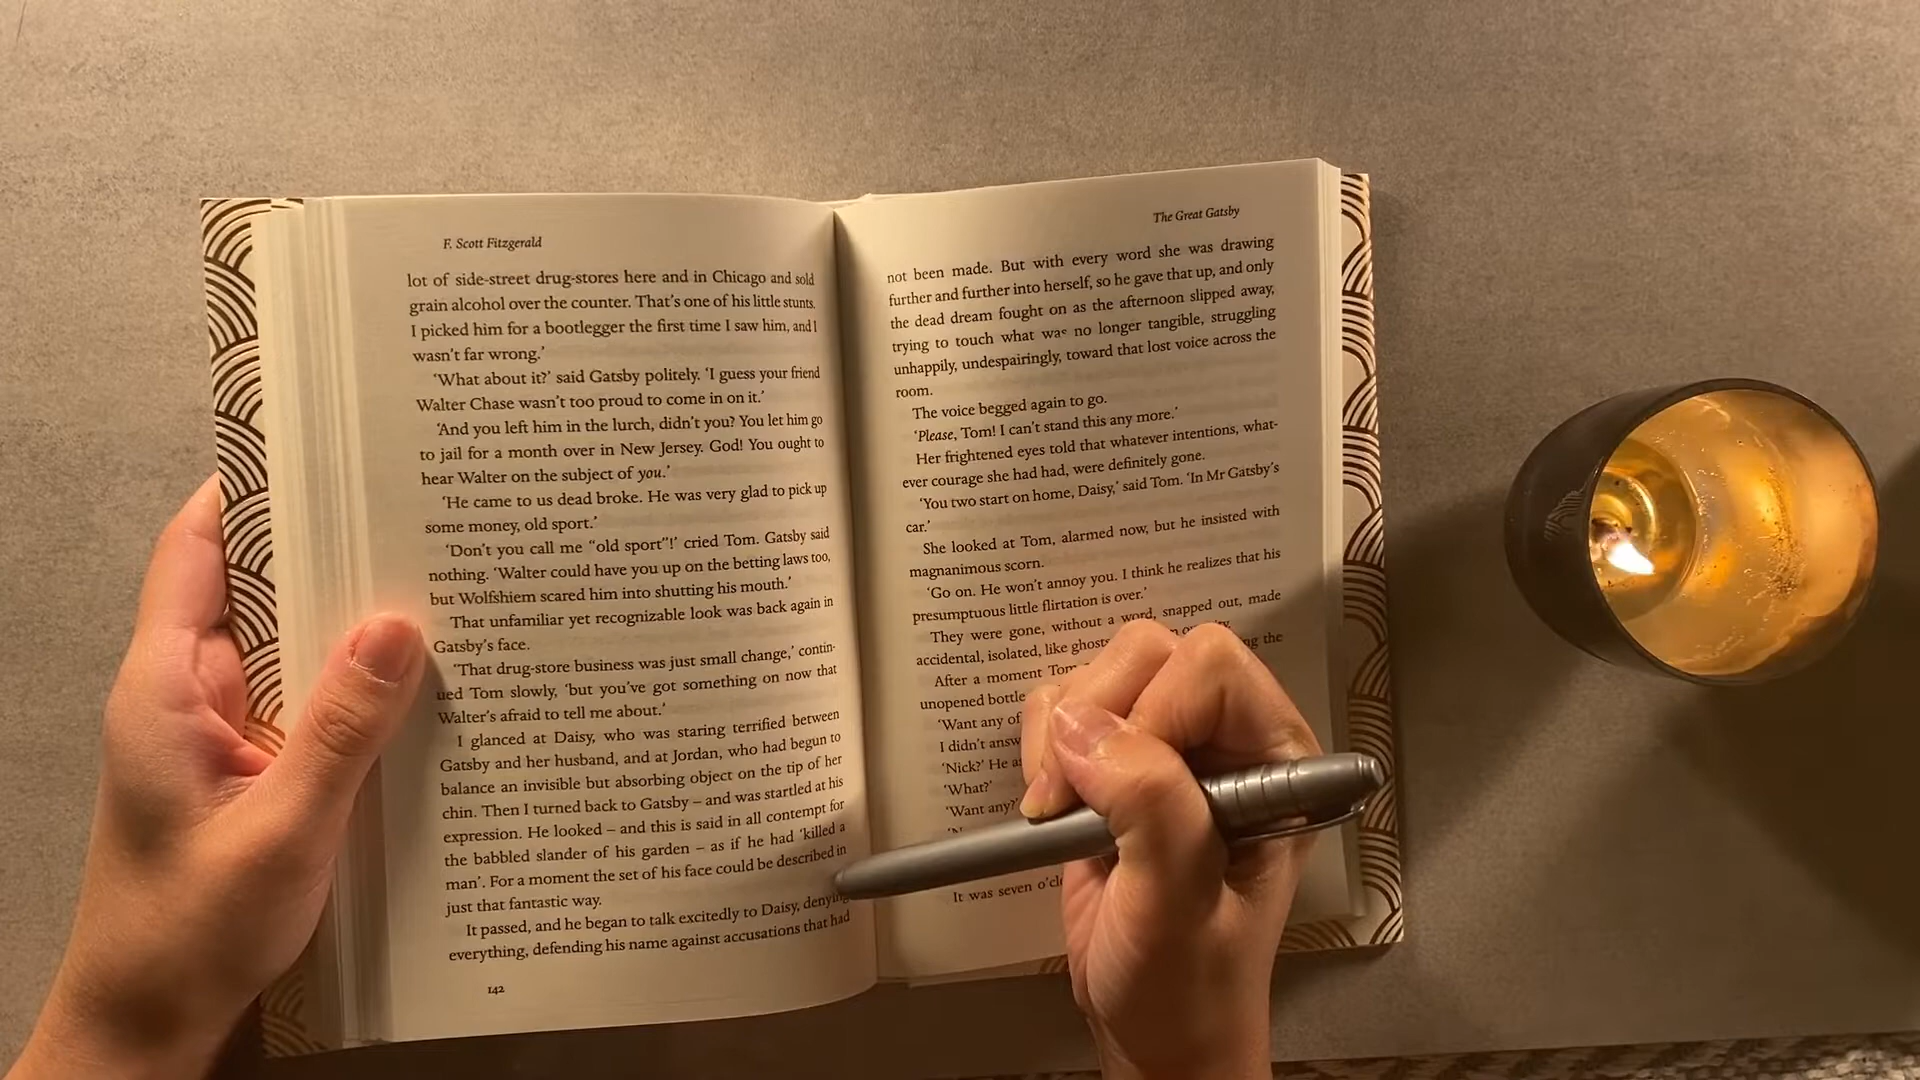 F. Scott Fitzgerald
lot of side-street drug-stores here and in Chicago and sold
grain alcohol over the counter. That's one of his little stunts.
I picked him for a bootlegger the first time I saw him, and I
wasn't far wrong.'
'What about it?' said Gatsby politely. 'I guess your friend
Walter Chase wasn't too proud to come in on it.'
'And you left him in the lurch, didn't you? You let him go
to jail for a month over in New Jersey. God! You ought to
hear Walter on the subject of you.'
'He came to us dead broke. He was very glad to pick up
some money, old sport.'
'Don't you call me “old sport”!' cried Tom. Gatsby said
nothing. 'Walter could have you up on the betting laws too,
but Wolfshiem scared him into shutting his mouth.'
That unfamiliar yet recognizable look was back again in
Gatsby's face.
'That drug-store business was just small change,' contin-
ued Tom slowly, 'but you've got something on now that
Walter's afraid to tell me about.'
I glanced at Daisy, who was staring terrified between
Gatsby and her husband, and at Jordan, who had begun to
balance an invisible but absorbing object on the tip of her
chin. Then I turned back to Gatsby – and was startled at his
expression. He looked – and this is said in all contempt for
the babbled slander of his garden – as if he had 'killed a
man'. For a moment the set of his face could be described in
just that fantastic way.
It passed, and he began to talk excitedly to Daisy, denying
everything, defending his name against accusations that had
142
The Great Gatsby
not been made. But with every word she was drawing
further and further into herself, so he gave that up, and only
the dead dream fought on as the afternoon slipped away,
trying to touch what was no longer tangible, struggling
unhappily, undespairingly, toward that lost voice across the
room.
The voice begged again to go.
'Please, Tom! I can't stand this any more.'
Her frightened eyes told that whatever intentions, what-
ever courage she had had, were definitely gone.
'You two start on home, Daisy,' said Tom. 'In Mr Gatsby's
car.'
She looked at Tom, alarmed now, but he insisted with
magnanimous scorn.
'Go on. He won't annoy you. I think he realizes that his
presumptuous little flirtation is over.'
They were gone, without a word, snapped out, made
accidental, isolated, like ghosts
After a moment Tom the
unopened bottle
'Want any of
I didn't
'Nick?' He
'What?'
'Want any?'
It was seven